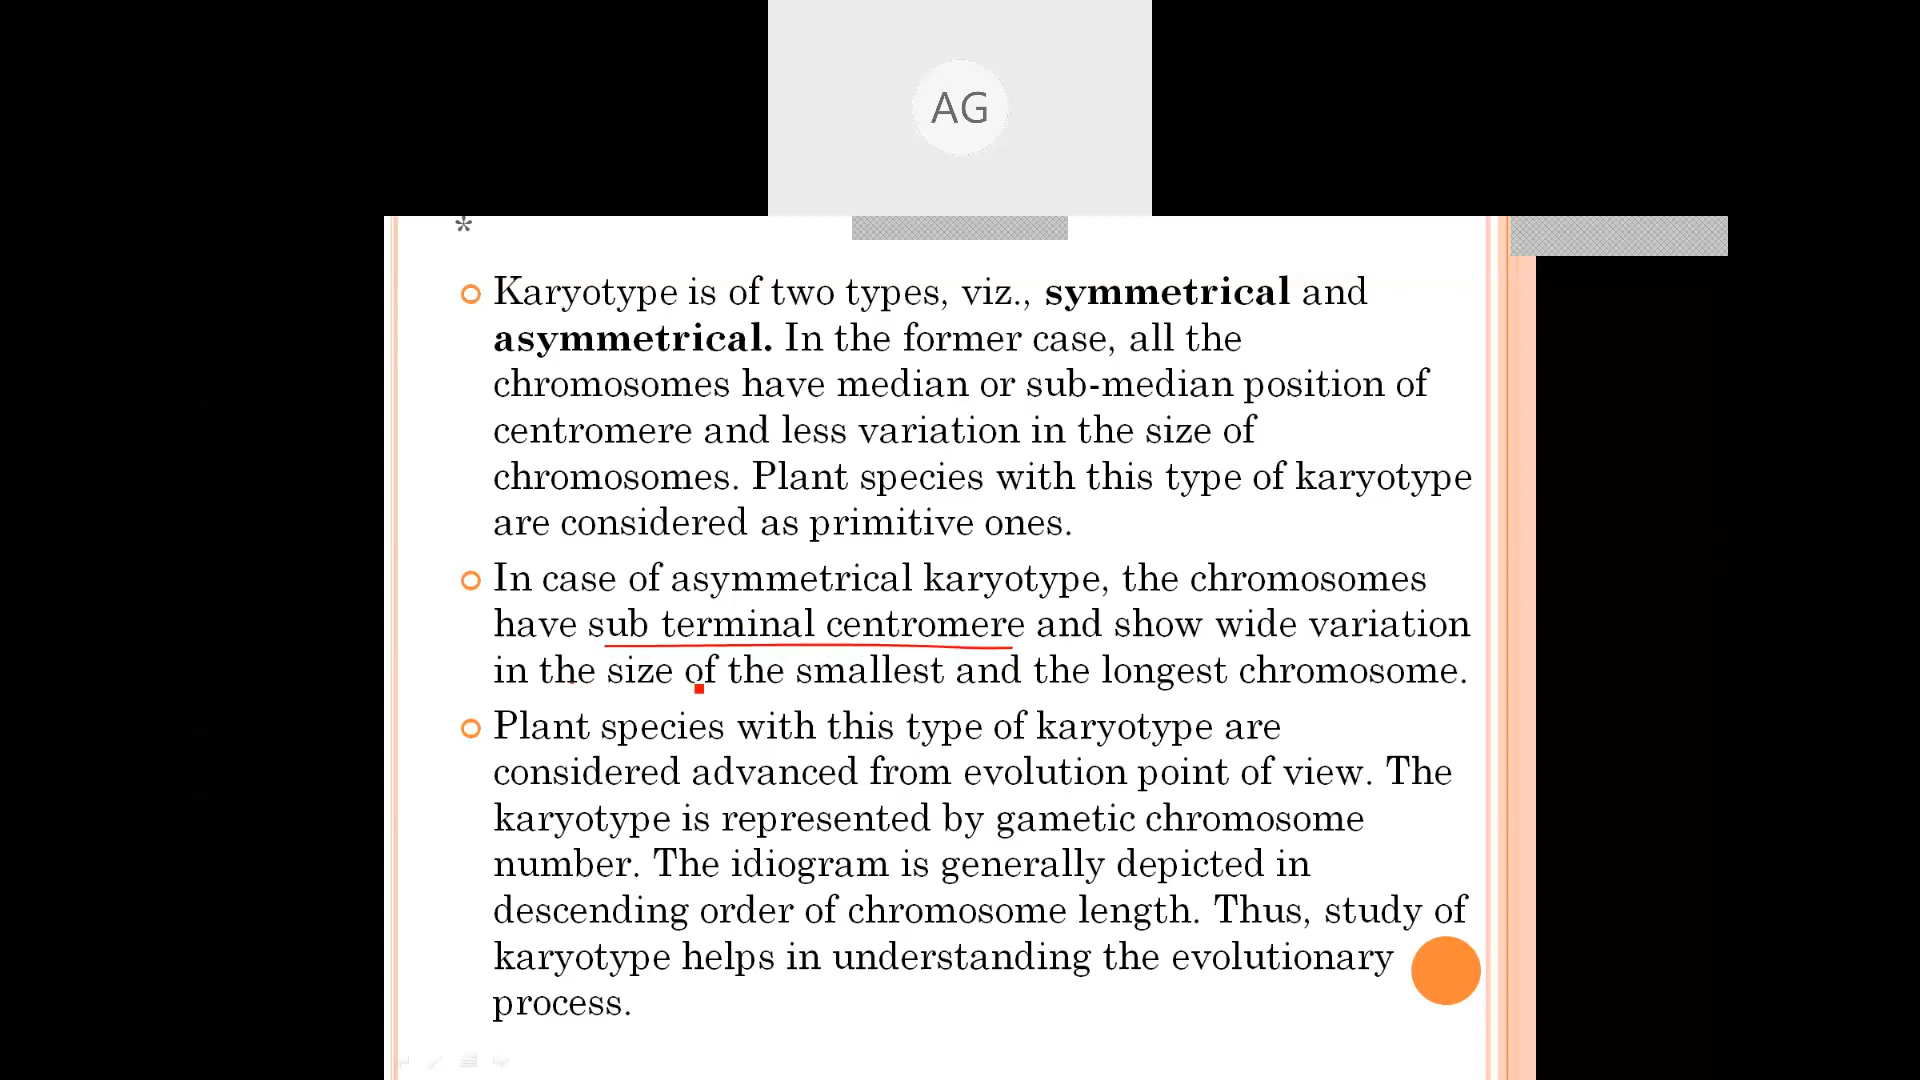 AG
*
Karyotype is of two types, viz., symmetrical and
asymmetrical. In the former case, all the
chromosomes have median or sub-median position of
centromere and less variation in the size of
chromosomes. Plant species with this type of karyotype
are considered as primitive ones.
In case of asymmetrical karyotype, the chromosomes
have sub terminal centromere and show wide variation
in the size of the smallest and the longest chromosome.
Plant species with this type of karyotype are
considered advanced from evolution point of view. The
karyotype is represented by gametic chromosome
number. The idiogram is generally depicted in
descending order of chromosome length. Thus, study of
karyotype helps in understanding the evolutionary
process.